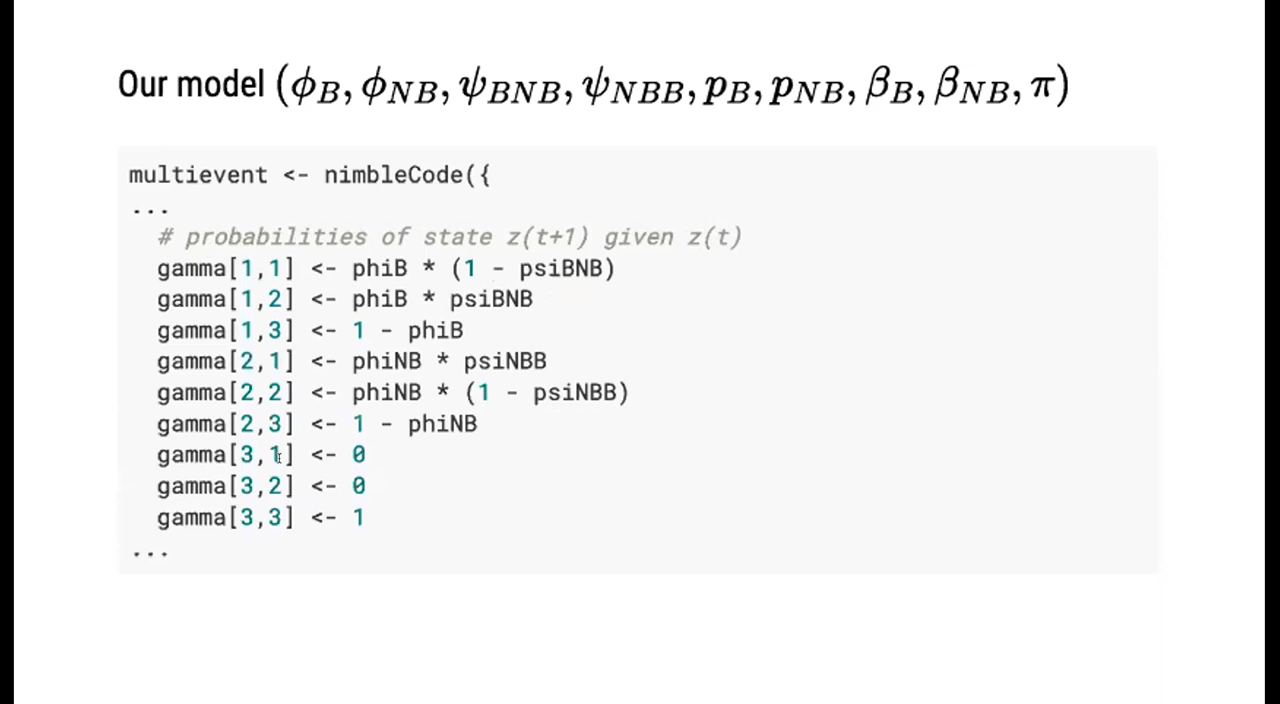 Our model (ϕB, ϕNB, ψBNB, ψNBB, pB, pNB, βB, βNB, π)
multievent <- nimbleCode({
...
# probabilities of state z(t+1) given z(t)
gamma[1,1] <- phiB * (1 - psiBNB)
gamma[1,2] <- phiB * psiBNB
gamma[1,3] <- 1 - phiB
gamma[2,1] <- phiNB * psiNBB
gamma[2,2] <- phiNB * (1 - psiNBB)
gamma[2,3] <- 1 - phiNB
gamma[3,1] <- 0
gamma[3,2] <- 0
gamma[3,3] <- 1
...